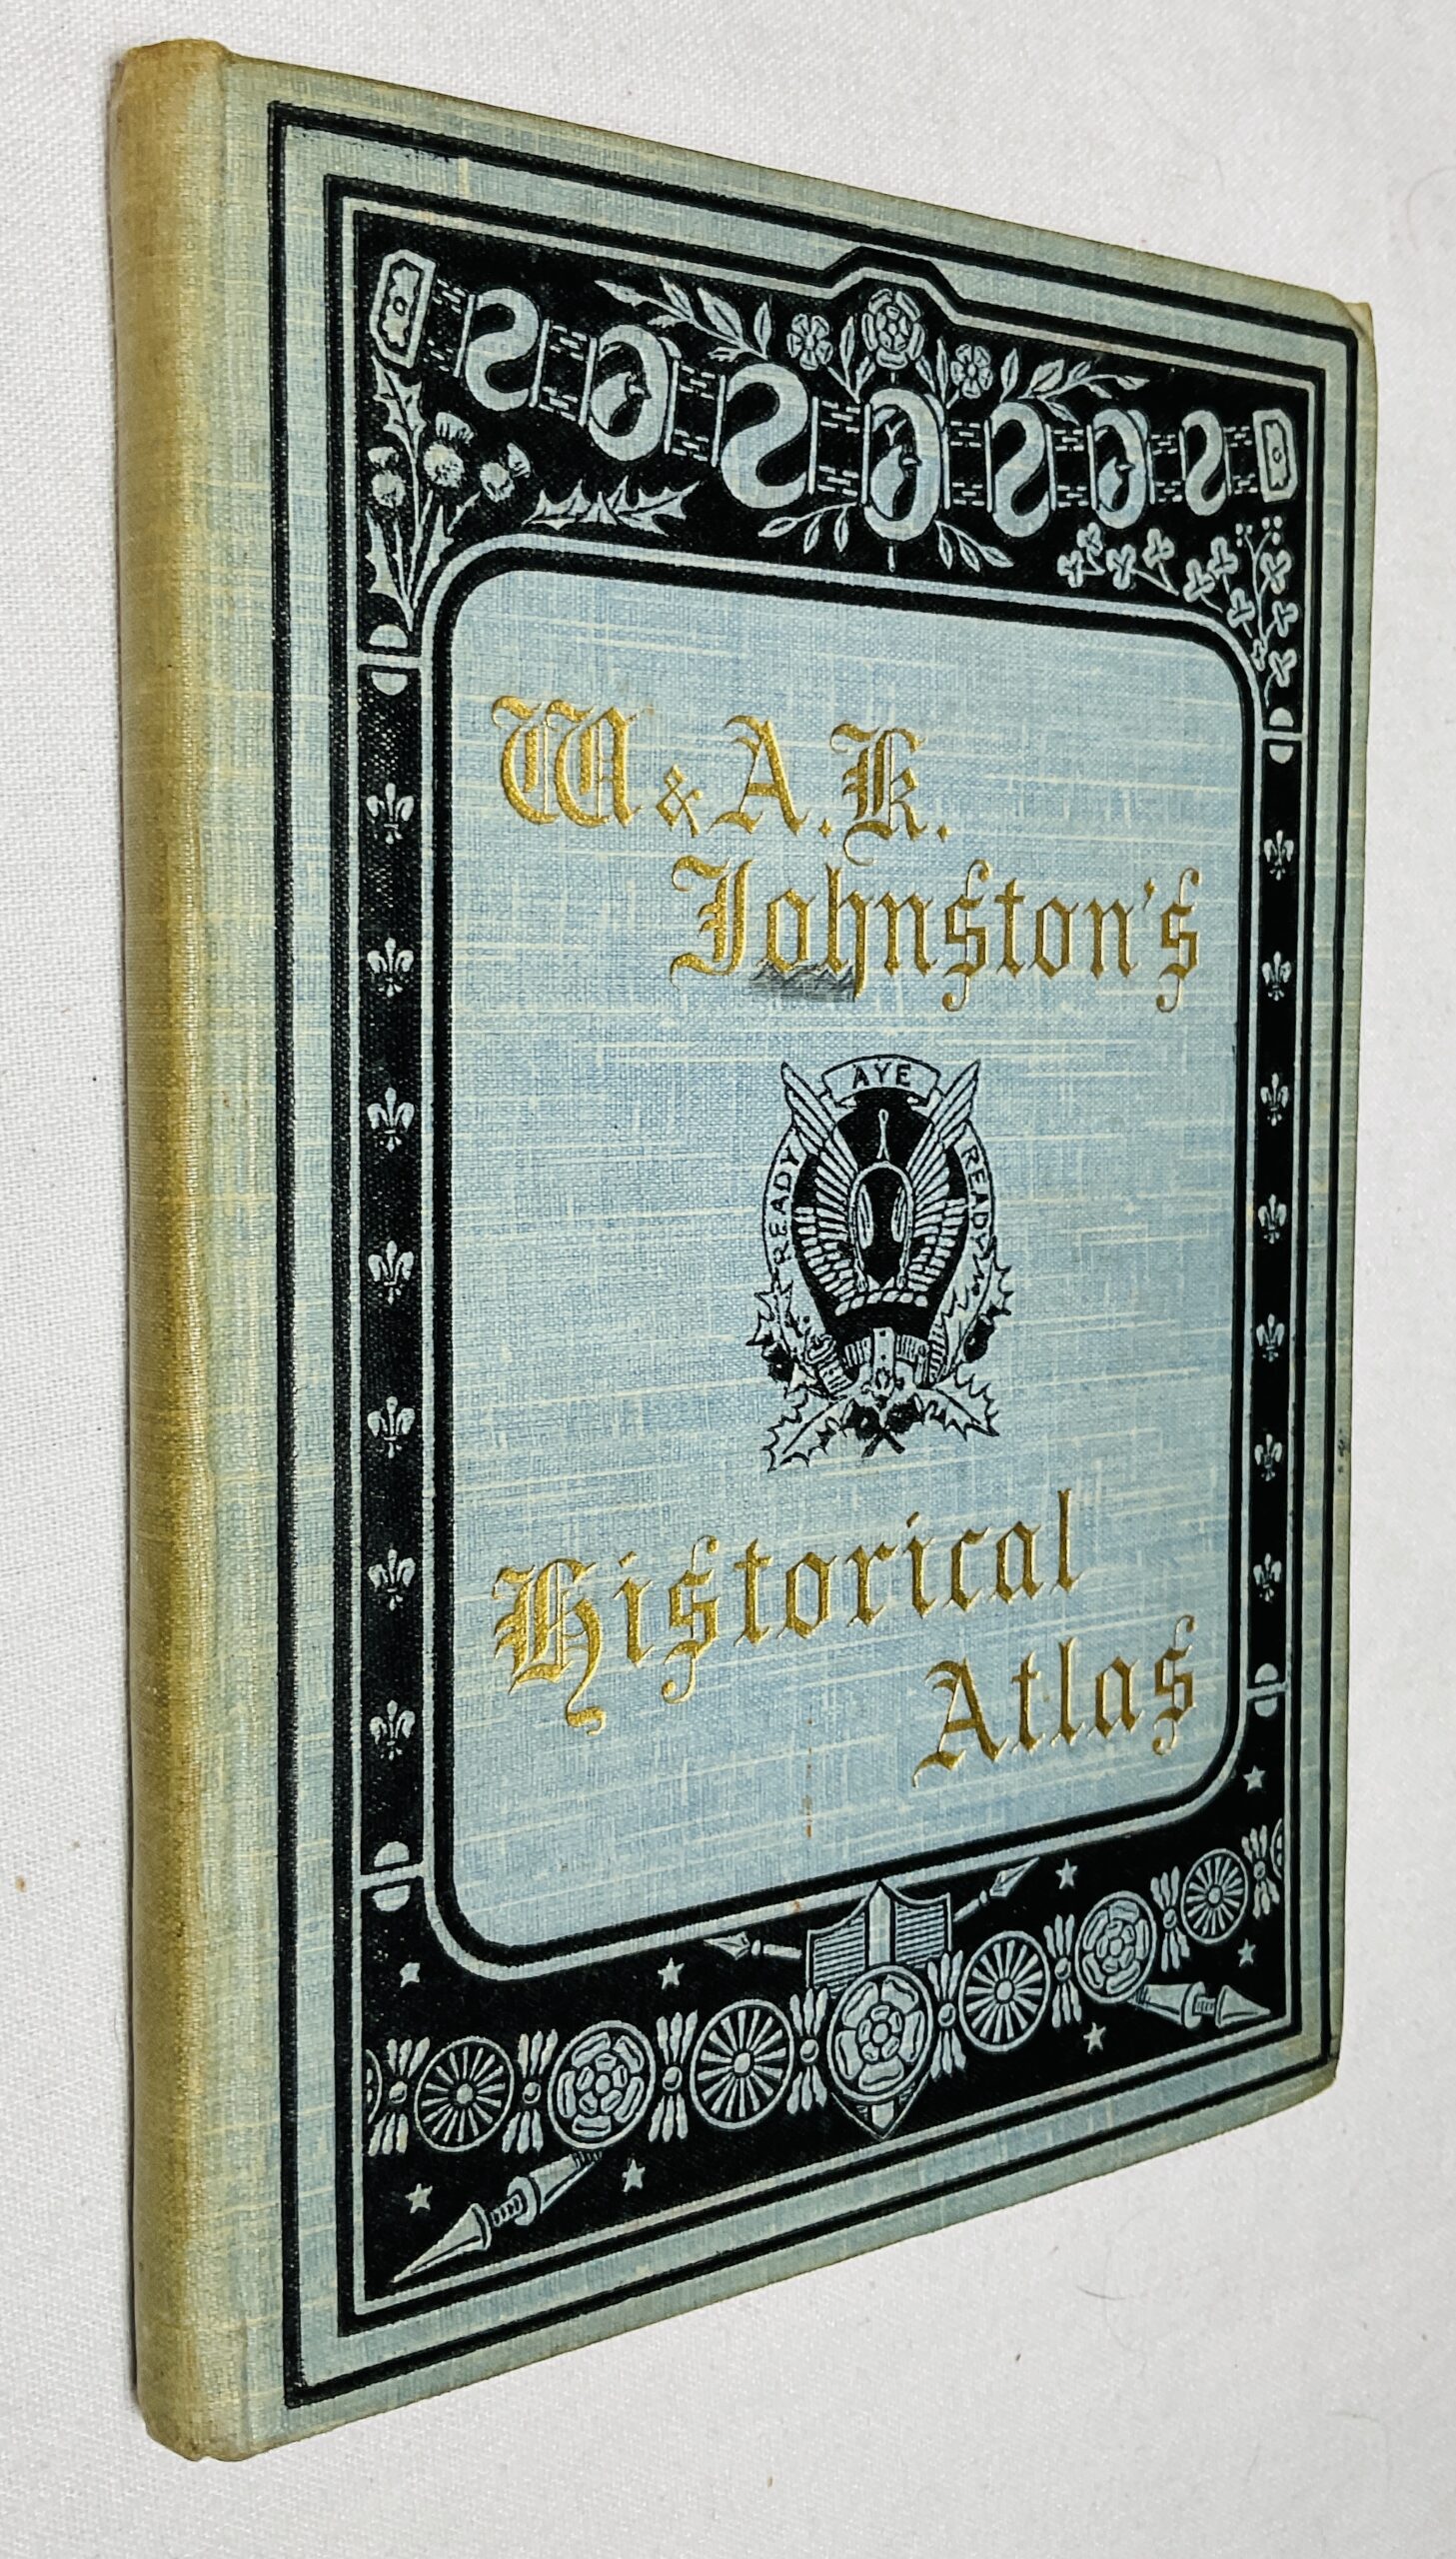 W & A. K.
Johnston's
AYE
READY READY
Historical
Atlas